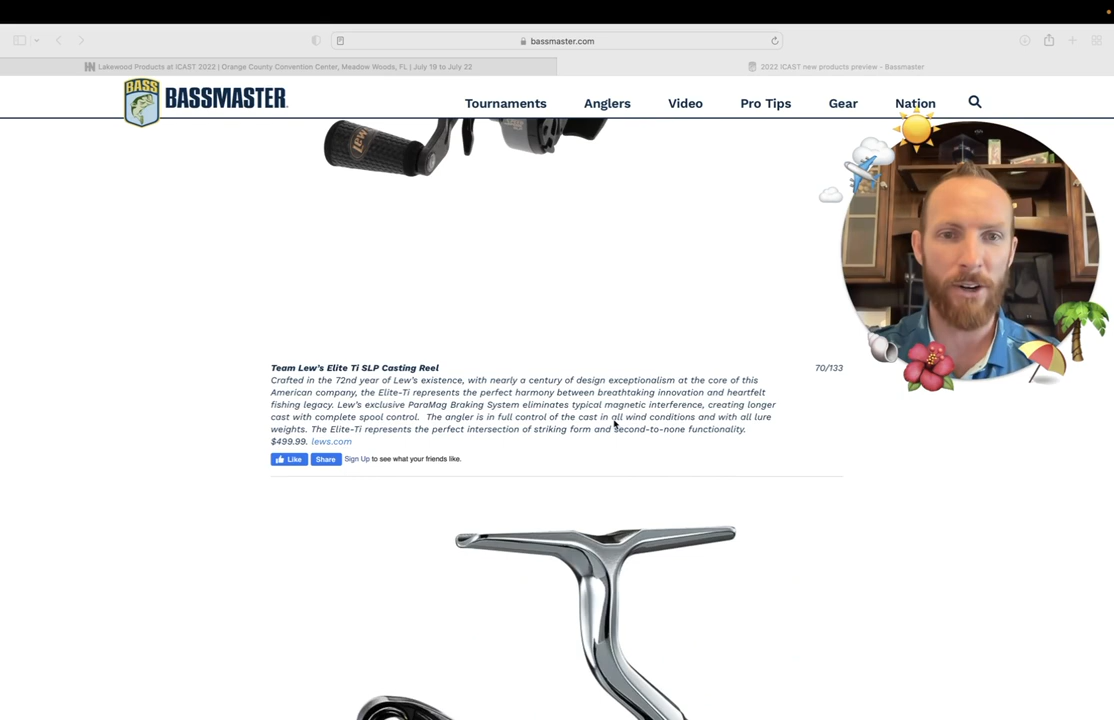 bassmaster.com
Lakewood Products at ICAST 2022 | Orange County Convention Center, Meadow Woods, FL | July 19 to July 22
2022 ICAST new products preview - Bassmaster
BASS
BASSMASTER
Tournaments Anglers Video Pro Tips Gear Nation
Lew's
Team Lew's Elite Ti SLP Casting Reel 70/133
Crafted in the 72nd year of Lew's existence, with nearly a century of design exceptionalism at the core of this
American company, the Elite-Ti represents the perfect harmony between breathtaking innovation and heartfelt
fishing legacy. Lew's exclusive ParaMag Braking System eliminates typical magnetic interference, creating longer
cast with complete spool control. The angler is in full control of the cast in all wind conditions and with all lure
weights. The Elite-Ti represents the perfect intersection of striking form and second-to-none functionality.
$499.99. lews.com
Like Share Sign Up to see what your friends like.